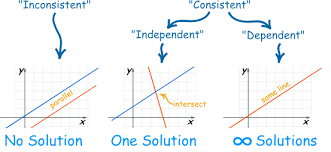 "Inconsistent"
"Consistent"
"Independent"
"Dependent"
y
parallel
x
y
intersect
x
y
same line
x
No Solution
One Solution
∞ Solutions